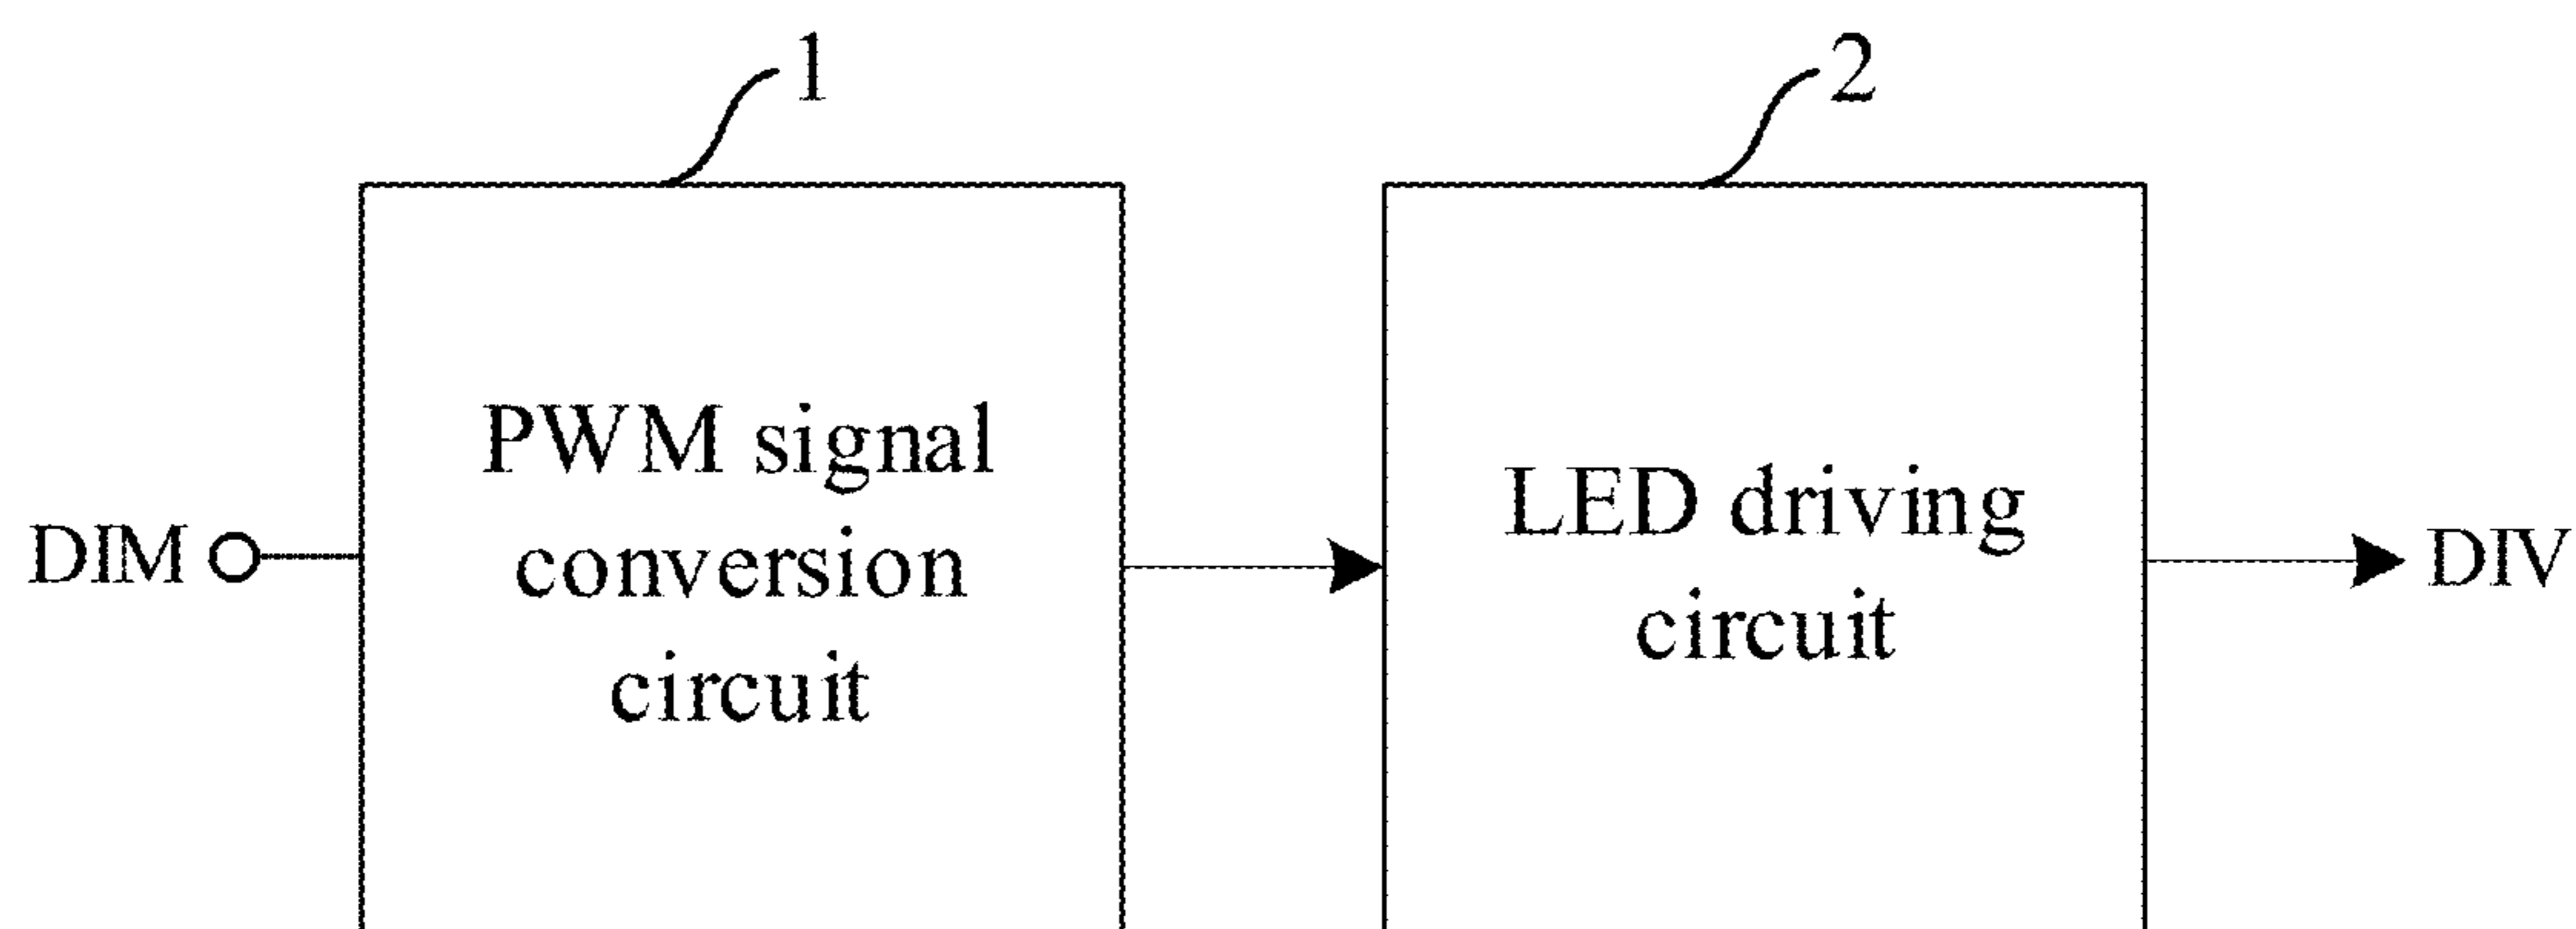 1
2
PWM signal
conversion
circuit
LED driving
circuit
DIM
DIV